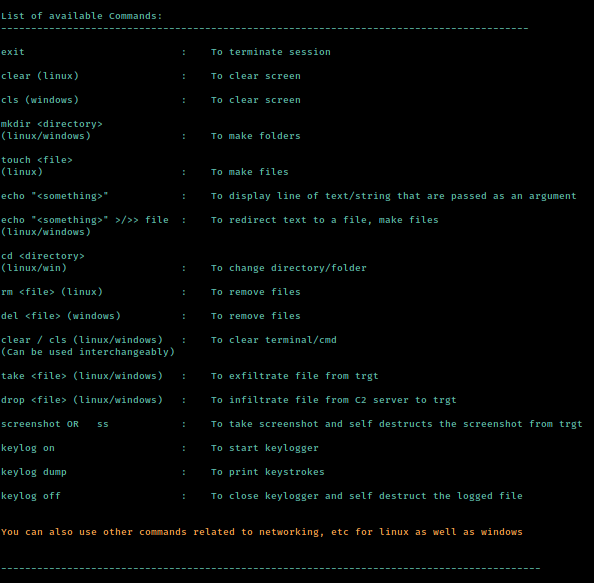 List of available Commands:
----------------------------------------------------------------------------------------
exit : To terminate session
clear (linux) : To clear screen
cls (windows) : To clear screen
mkdir <directory>
(linux/windows) : To make folders
touch <file>
(linux) : To make files
echo "<something>" : To display line of text/string that are passed as an argument
echo "<something>" >/>> file : To redirect text to a file, make files
(linux/windows)
cd <directory>
(linux/win) : To change directory/folder
rm <file> (linux) : To remove files
del <file> (windows) : To remove files
clear / cls (linux/windows) : To clear terminal/cmd
(Can be used interchangeably)
take <file> (linux/windows) : To exfiltrate file from trgt
drop <file> (linux/windows) : To infiltrate file from C2 server to trgt
screenshot OR ss : To take screenshot and self destructs the screenshot from trgt
keylog on : To start keylogger
keylog dump : To print keystrokes
keylog off : To close keylogger and self destruct the logged file
You can also use other commands related to networking, etc for linux as well as windows
------------------------------------------------------------------------------------------